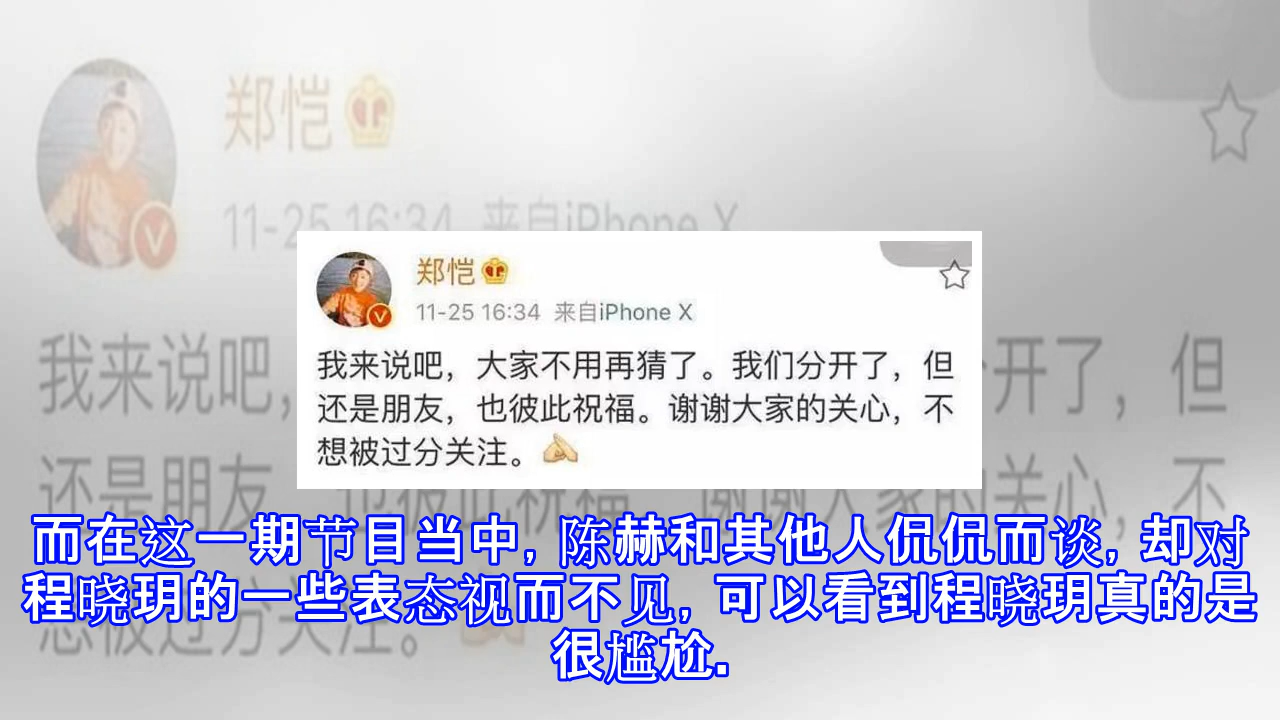 郑恺
11-25 16:34 来自iPhone X
我来说吧，大家不用再猜了。我们分开了，但
还是朋友，也彼此祝福。谢谢大家的关心，不
想被过分关注。
而在这一期节目当中, 陈赫和其他人侃侃而谈, 却对
程晓玥的一些表态视而不见, 可以看到程晓玥真的是
很尴尬.